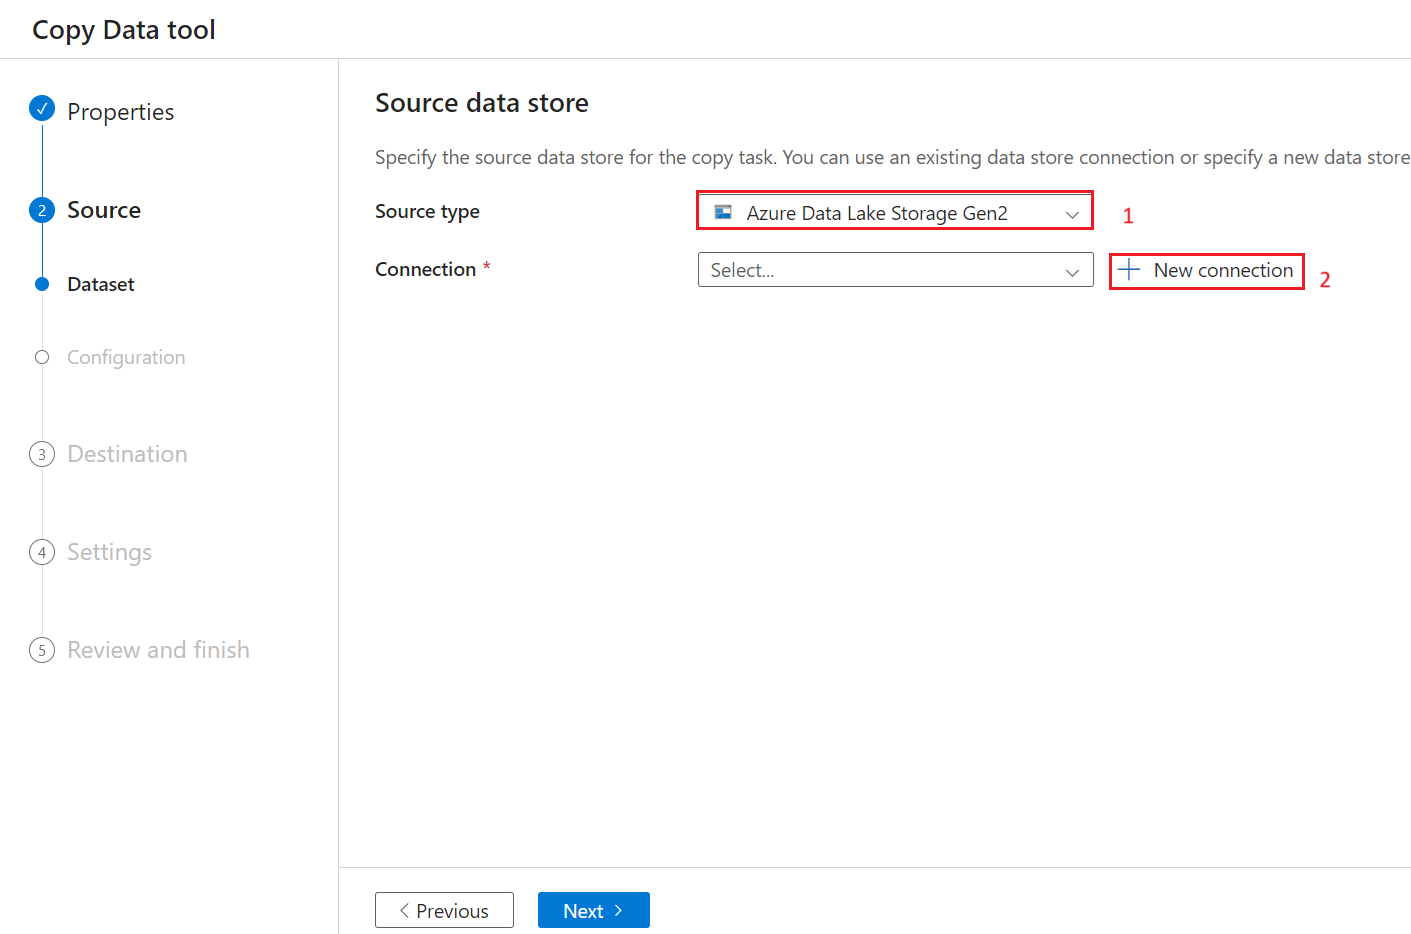 Copy Data tool
Properties
2 Source
Dataset
Configuration
3 Destination
4 Settings
5 Review and finish
Source data store
Specify the source data store for the copy task. You can use an existing data store connection or specify a new data store
Source type Azure Data Lake Storage Gen2 1
Connection * Select... New connection 2
Previous Next